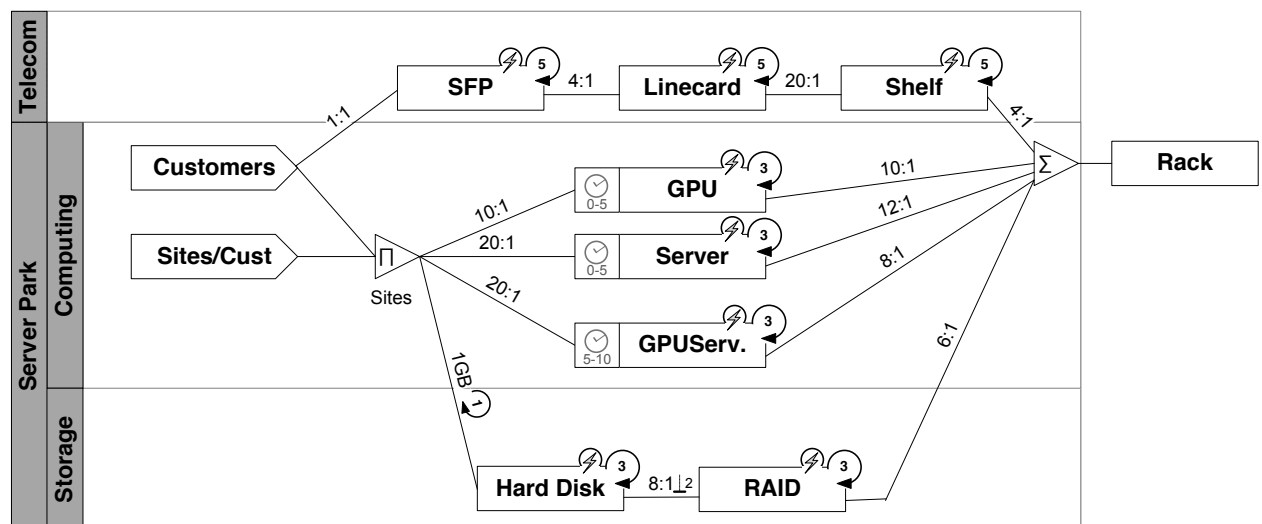 Telecom
Server Park
Computing
Storage
SFP
5
4:1
Linecard
5
20:1
Shelf
5
1:1
4:1
Customers
Sites/Cust
Π
Sites
10:1
20:1
20:1
1GB
1
0-5
GPU
3
10:1
0-5
Server
3
12:1
5-10
GPUServ.
3
8:1
Σ
Rack
Hard Disk
3
8:1 2
RAID
3
6:1